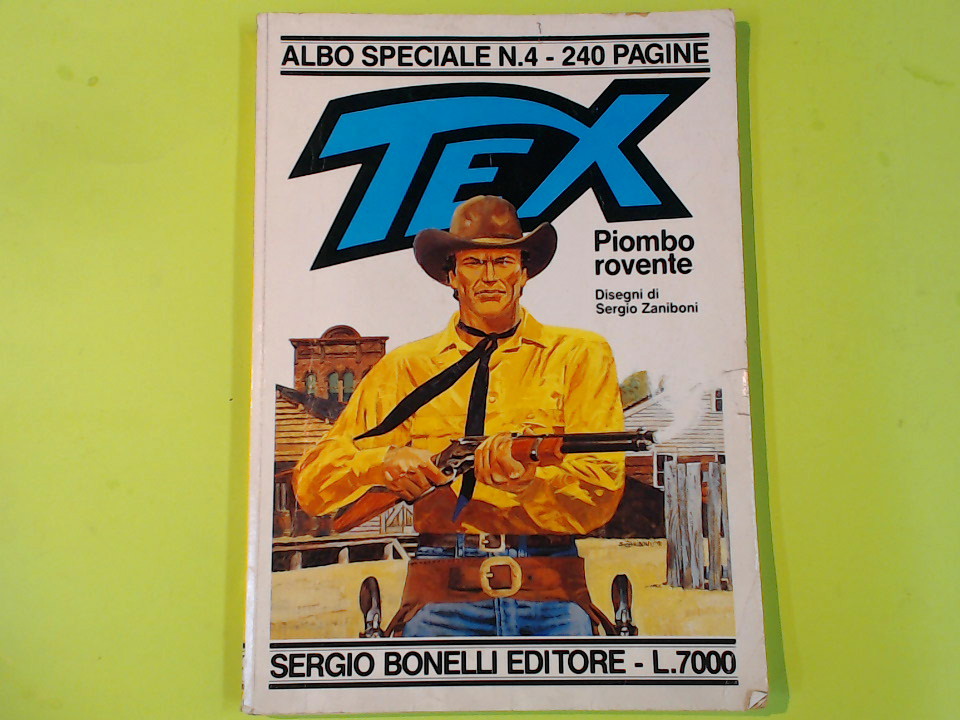 ALBO SPECIALE N.4 - 240 PAGINE
TEX
Piombo
rovente
Disegni di
Sergio Zaniboni
SERGIO BONELLI EDITORE - L.7000